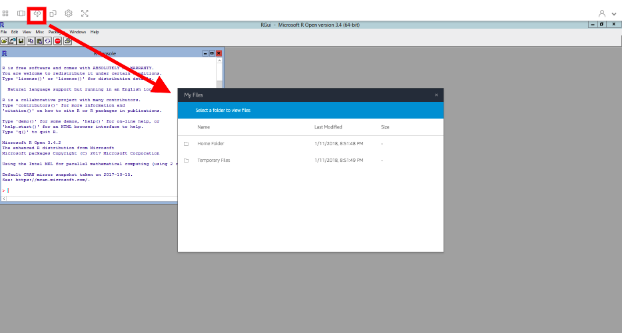 RGui - Microsoft R Open version 3.4 (64-bit)
File Edit View Misc Packages Windows Help
R is free software and comes with ABSOLUTELY NO WARRANTY.
You are welcome to redistribute it under certain conditions.
Type 'license()' or 'licence()' for distribution
Natural language support but running in an English
R is a collaborative project with many contributors.
Type 'contributors()' for more information and
'citation()' on how to cite R or R packages in publications.
Type 'demo()' for some demos, 'help()' for on-line help, or
'help.start()' for an HTML browser interface to help.
Type 'q()' to quit R.
Microsoft R Open 3.4.2
The enhanced R distribution from Microsoft
Microsoft packages Copyright (C) 2017 Microsoft Corporation
Using the Intel MKL for parallel mathematical computing (using 2
Default CRAN mirror snapshot taken on 2017-10-15.
See: https://mran.microsoft.com/.
>
My Files
×
Select a folder to view files
Name Last Modified Size
Home Folder 1/11/2018, 8:51:48 PM -
Temporary Files 1/11/2018, 8:51:49 PM -